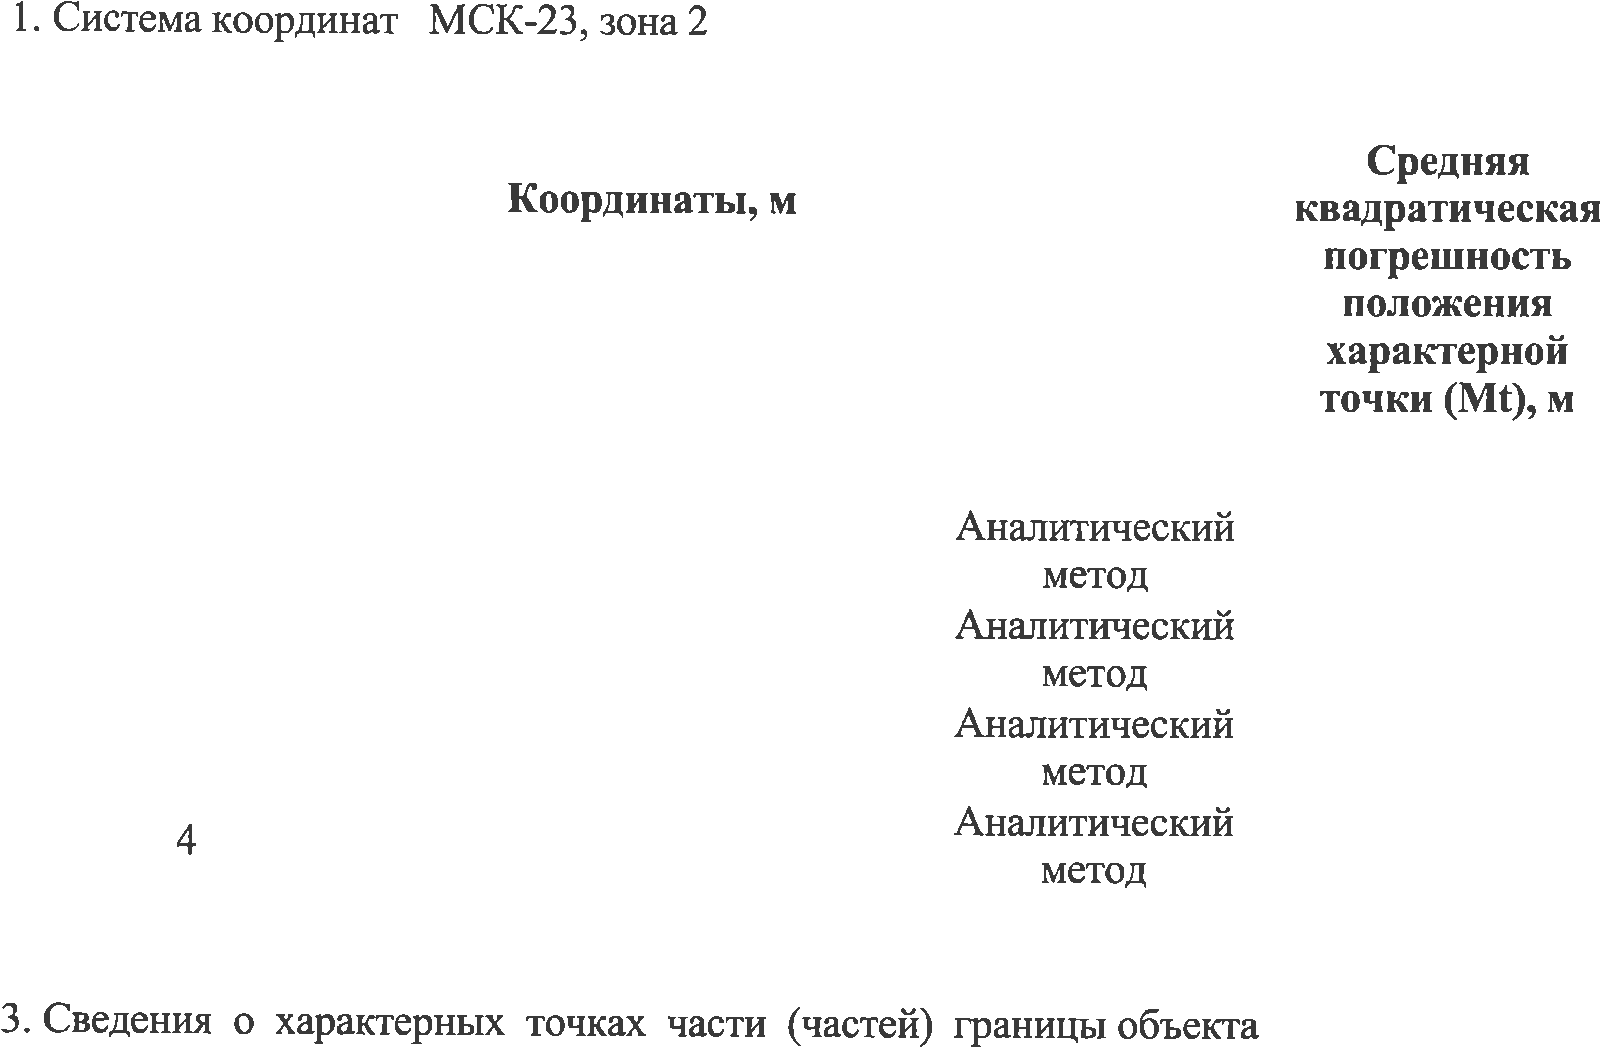 1. Система координат МСК-23, зона 2
Координаты, м
Средняя
квадратическая
погрешность
положения
характерной
точки (Mt), м
Аналитический
метод
Аналитический
метод
Аналитический
метод
4
Аналитический
метод
3. Сведения о характерных точках части (частей) границы объекта